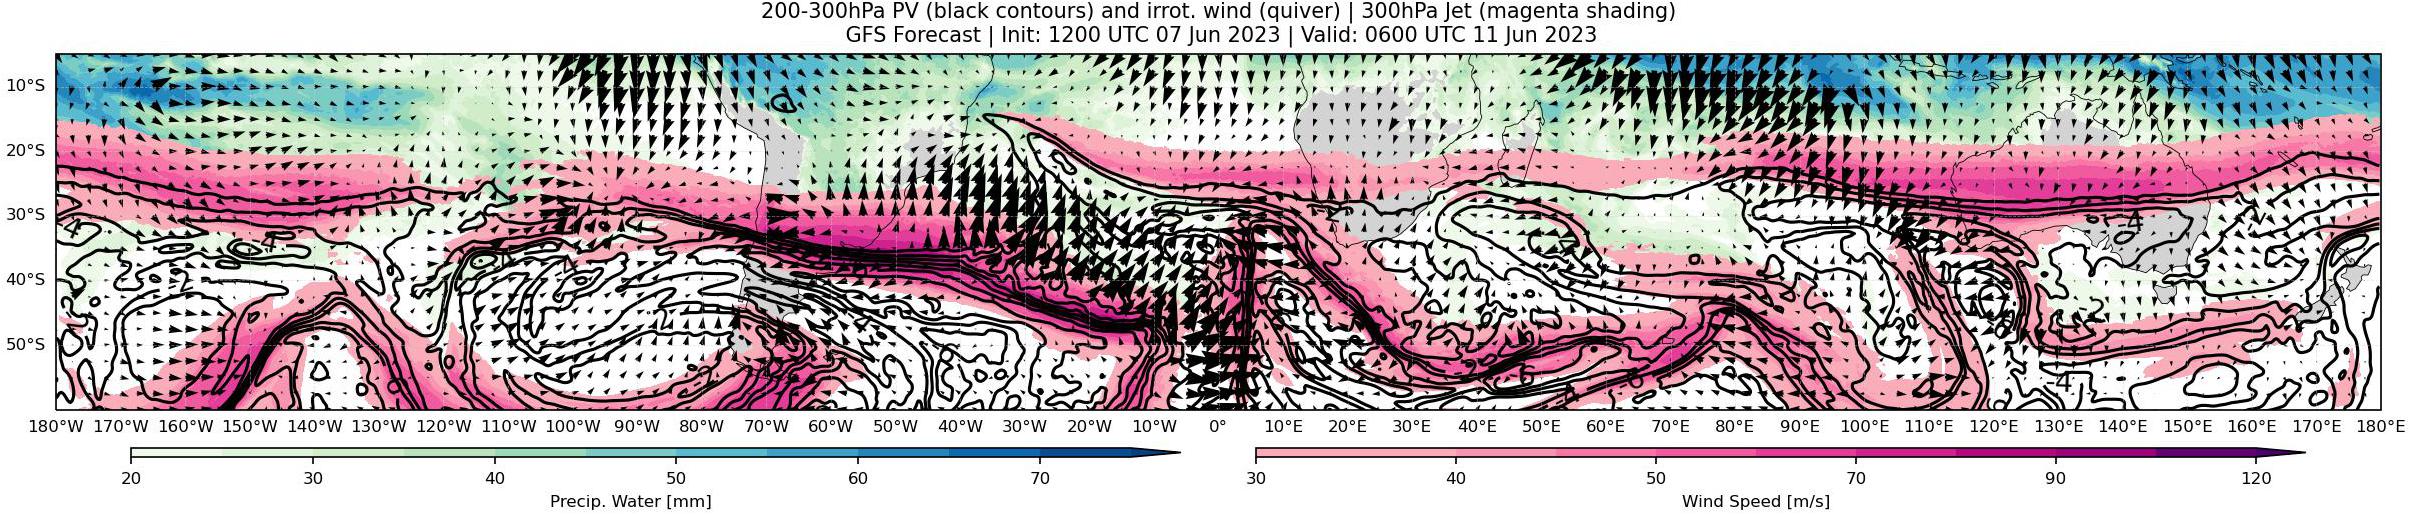 200-300hPa PV (black contours) and irrot. wind (quiver) | 300hPa Jet (magenta shading)
GFS Forecast | Init: 1200 UTC 07 Jun 2023 | Valid: 0600 UTC 11 Jun 2023
10°S
20°S
30°S
40°S
50°S
180°W 170°W 160°W 150°W 140°W 130°W 120°W 110°W 100°W 90°W 80°W 70°W 60°W 50°W 40°W 30°W 20°W 10°W 0° 10°E 20°E 30°E 40°E 50°E 60°E 70°E 80°E 90°E 100°E 110°E 120°E 130°E 140°E 150°E 160°E 170°E 180°E
20 30 40 50 60 70
Precip. Water [mm]
30 40 50 70 90 120
Wind Speed [m/s]